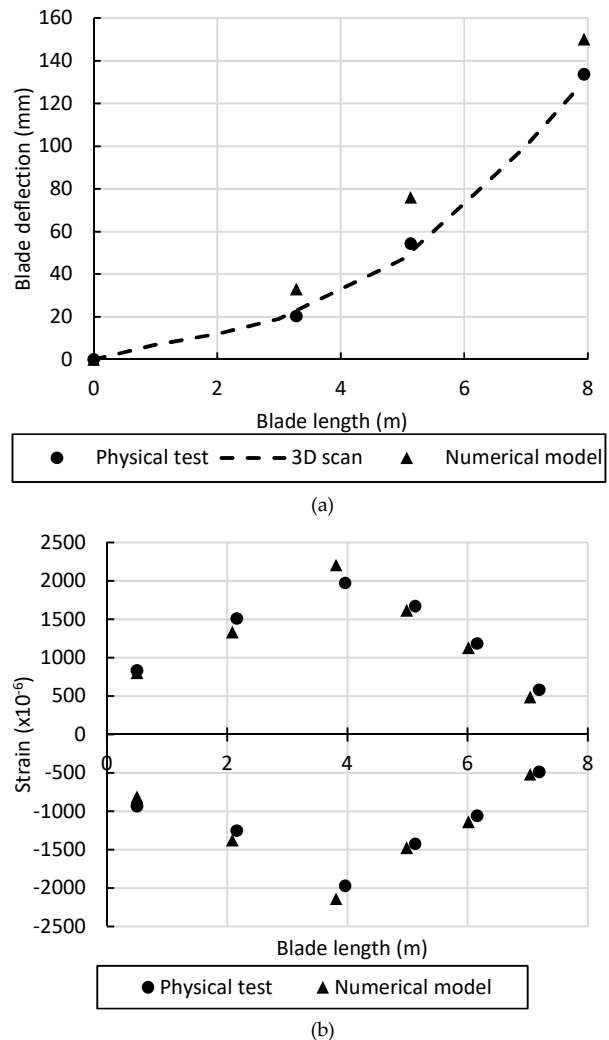 160
140
120
100
80
60
40
20
0
Blade deflection (mm)
0 2 4 6 8
Blade length (m)
Physical test 3D scan Numerical model
(a)
2500
2000
1500
1000
500
0
-500
-1000
-1500
-2000
-2500
Strain (x10⁻⁶)
0 2 4 6 8
Blade length (m)
Physical test Numerical model
(b)